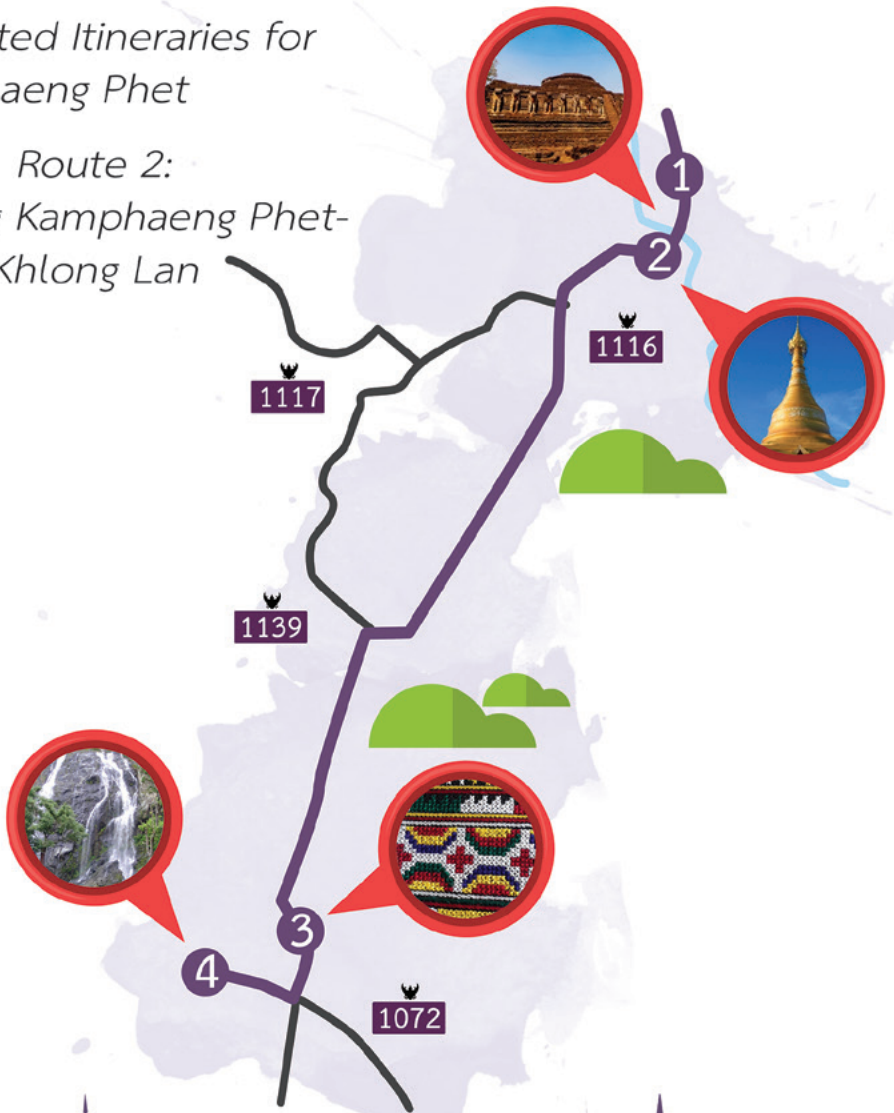 ted Itineraries for
aeng Phet
Route 2:
g Kamphaeng Phet-
Khlong Lan
1
2
1116
1117
1139
3
4
1072